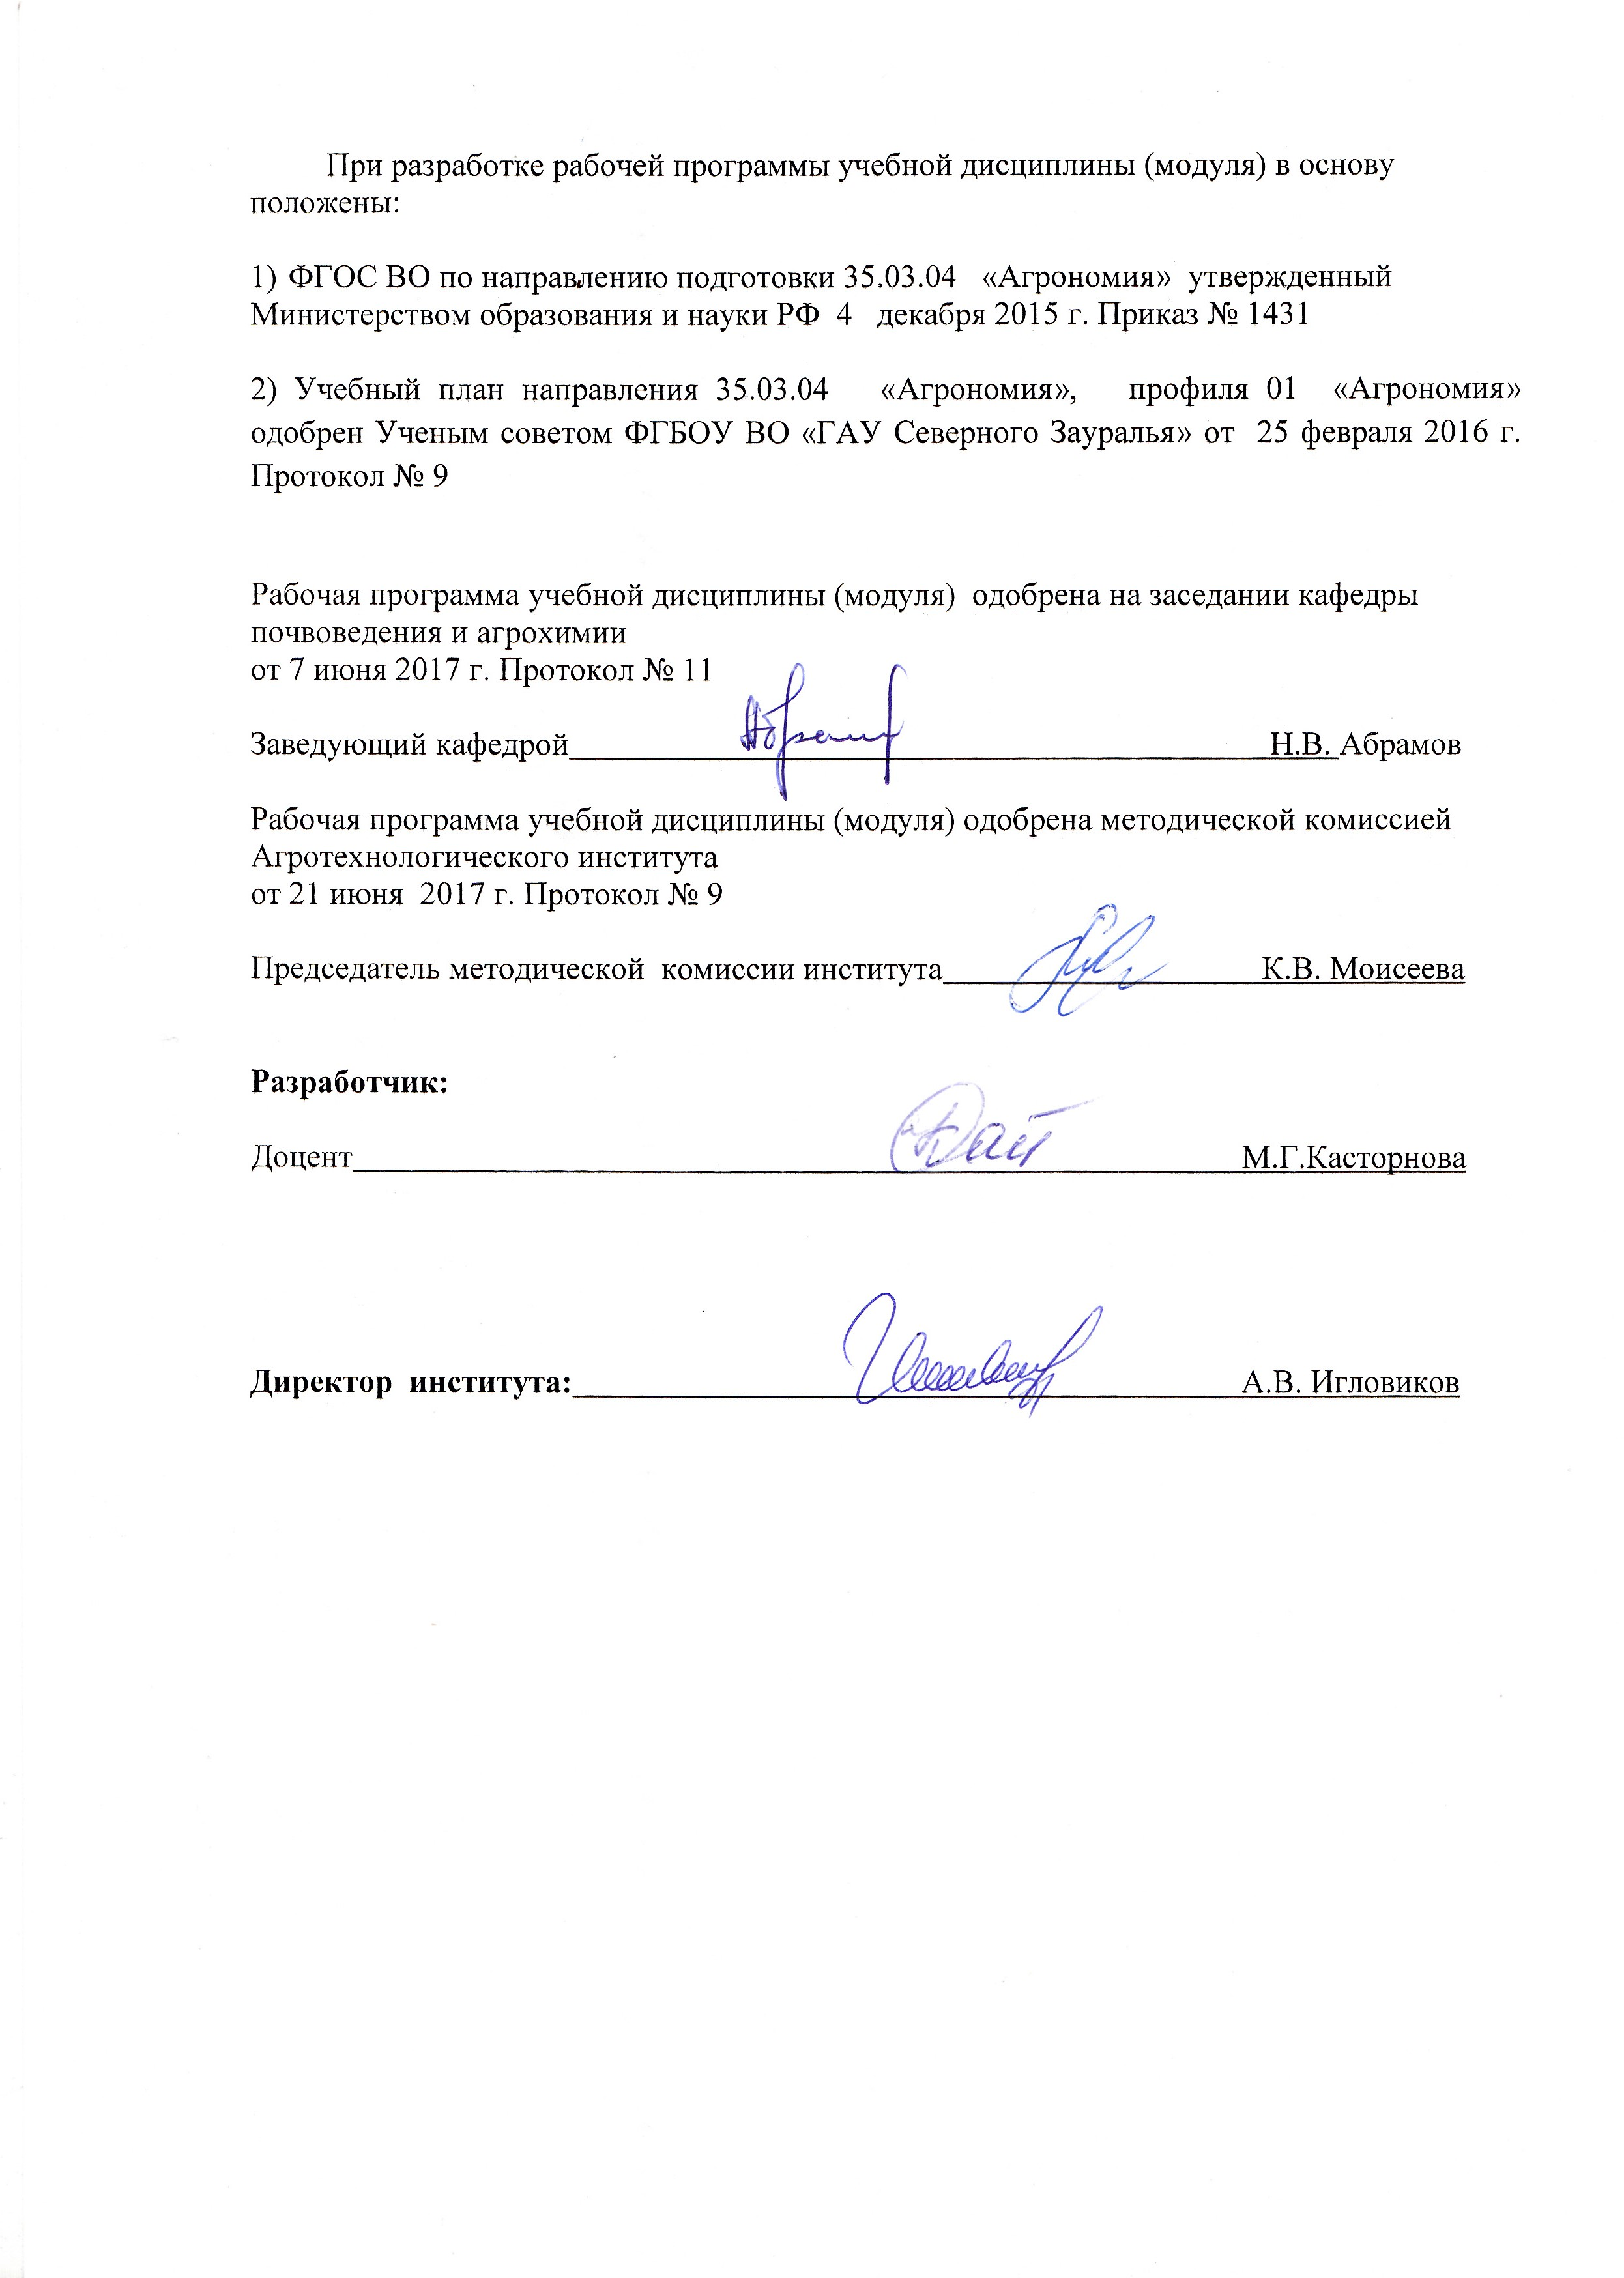 При разработке рабочей программы учебной дисциплины (модуля) в основу
положены:
1) ФГОС ВО по направлению подготовки 35.03.04 «Агрономия» утвержденный
Министерством образования и науки РФ 4 декабря 2015 г. Приказ № 1431
2) Учебный план направления 35.03.04 «Агрономия», профиля 01 «Агрономия»
одобрен Ученым советом ФГБОУ ВО «ГАУ Северного Зауралья» от 25 февраля 2016 г.
Протокол № 9
Рабочая программа учебной дисциплины (модуля) одобрена на заседании кафедры
почвоведения и агрохимии
от 7 июня 2017 г. Протокол № 11
Заведующий кафедрой Н.В. Абрамов
Рабочая программа учебной дисциплины (модуля) одобрена методической комиссией
Агротехнологического института
от 21 июня 2017 г. Протокол № 9
Председатель методической комиссии института К.В. Моисеева
Разработчик:
Доцент М.Г.Касторнова
Директор института: А.В. Игловиков